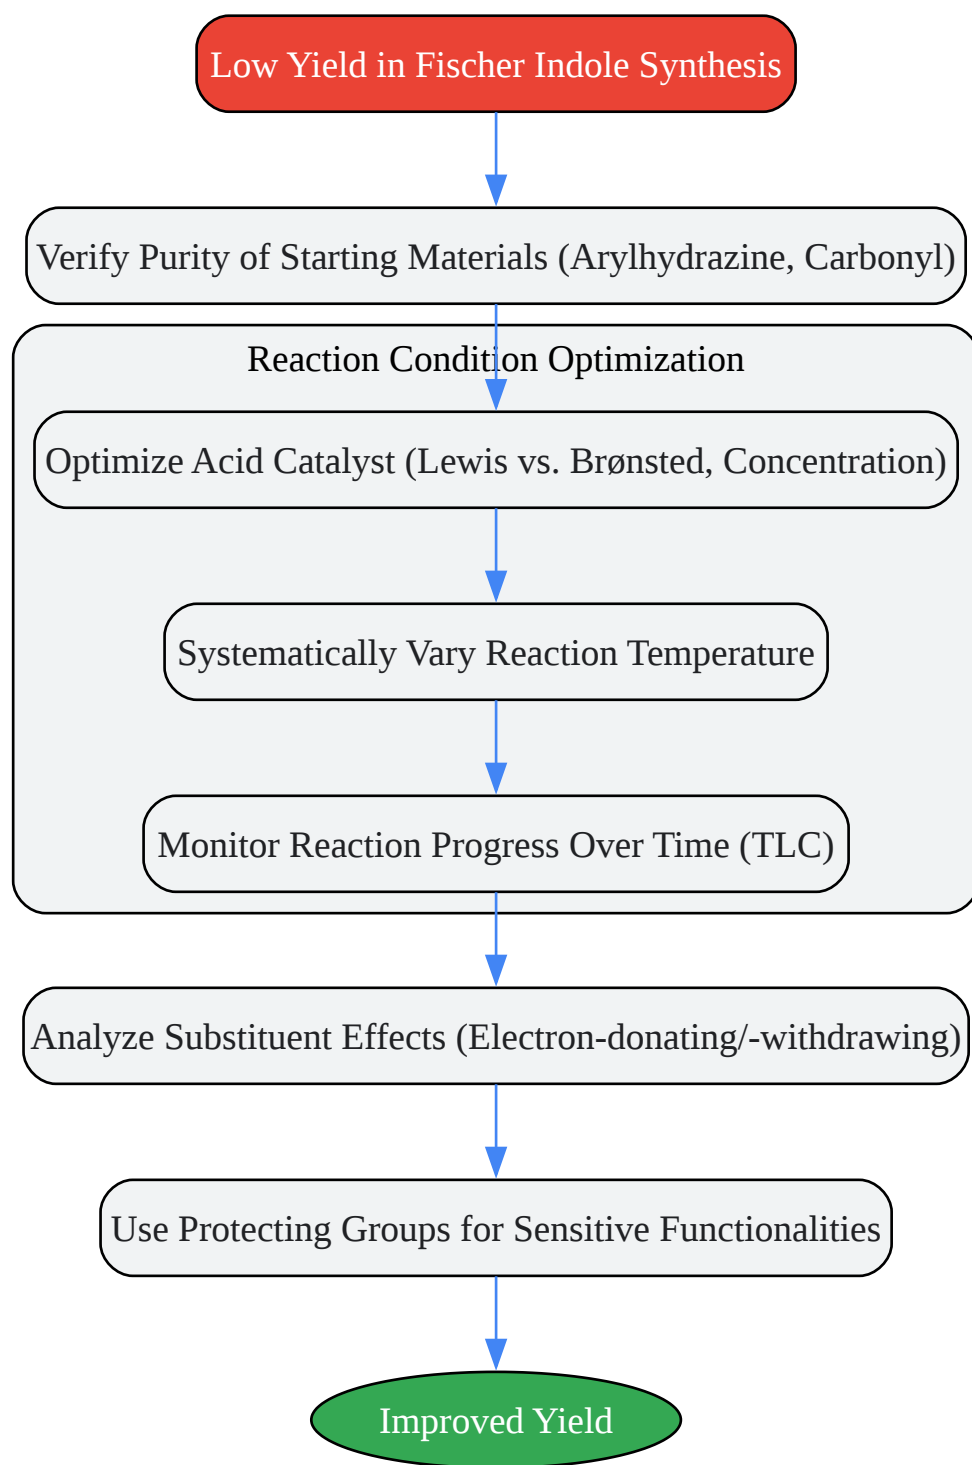 Low Yield in Fischer Indole Synthesis
Verify Purity of Starting Materials (Arylhydrazine, Carbonyl)
Reaction Condition Optimization
Optimize Acid Catalyst (Lewis vs. Brønsted, Concentration)
Systematically Vary Reaction Temperature
Monitor Reaction Progress Over Time (TLC)
Analyze Substituent Effects (Electron-donating/-withdrawing)
Use Protecting Groups for Sensitive Functionalities
Improved Yield